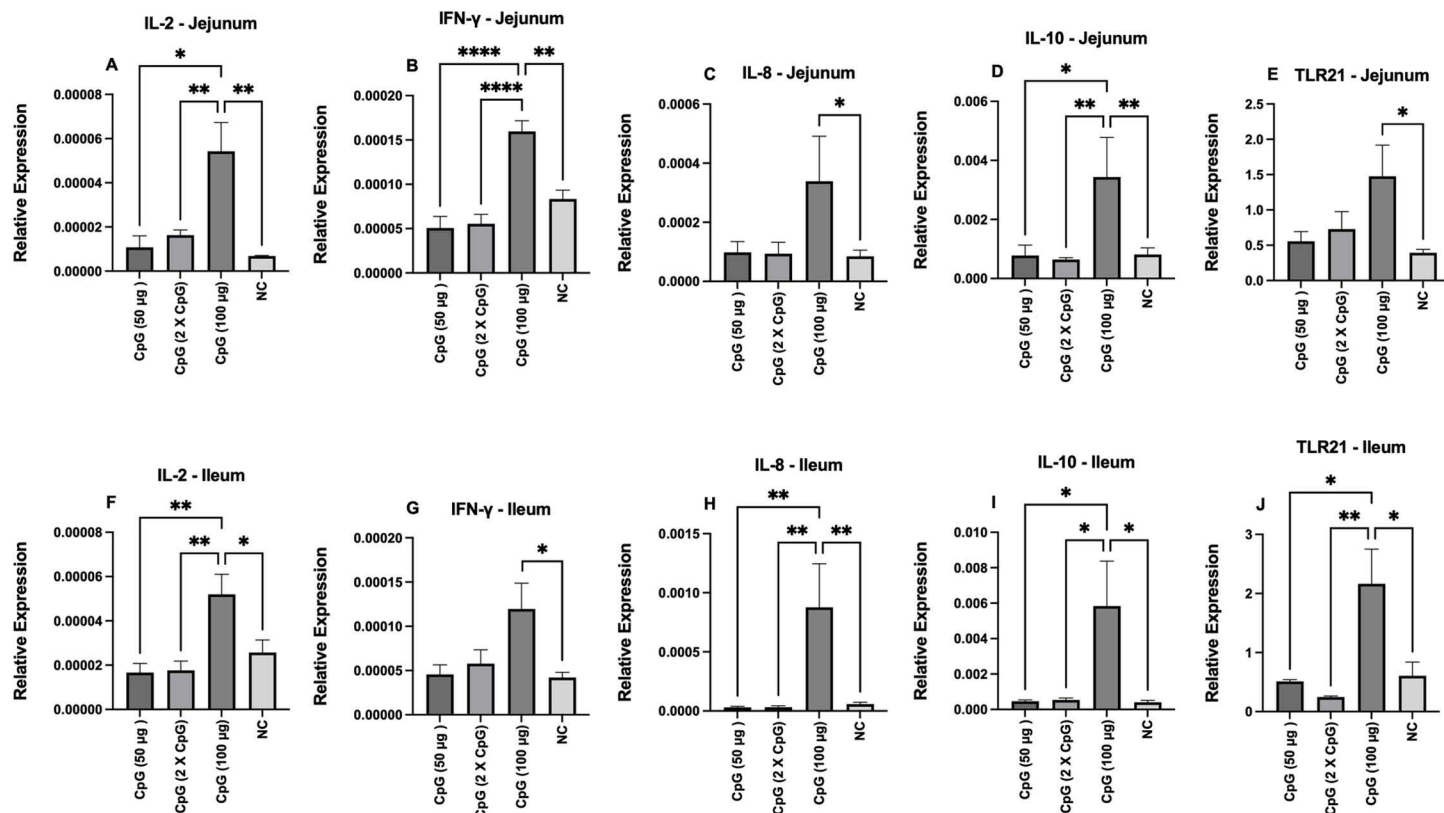 IL-2 - Jejunum
A
*
**
**
Relative Expression
0.00008
0.00006
0.00004
0.00002
0.00000
CpG (50 µg )
CpG (2 X CpG)
CpG (100 µg)
NC
IFN-γ - Jejunum
B
****
**
****
Relative Expression
0.00020
0.00015
0.00010
0.00005
0.00000
CpG (50 µg )
CpG (2 X CpG)
CpG (100 µg)
NC
C
IL-8 - Jejunum
*
Relative Expression
0.0006
0.0004
0.0002
0.0000
CpG (50 µg )
CpG (2 X CpG)
CpG (100 µg)
NC
IL-10 - Jejunum
D
*
**
**
Relative Expression
0.006
0.004
0.002
0.000
CpG (50 µg )
CpG (2 X CpG)
CpG (100 µg)
NC
E
TLR21 - Jejunum
*
Relative Expression
2.5
2.0
1.5
1.0
0.5
0.0
CpG (50 µg )
CpG (2 X CpG)
CpG (100 µg)
NC
IL-2 - Ileum
F
**
**
*
Relative Expression
0.00008
0.00006
0.00004
0.00002
0.00000
CpG (50 µg )
CpG (2 X CpG)
CpG (100 µg)
NC
G
IFN-γ - Ileum
*
Relative Expression
0.00020
0.00015
0.00010
0.00005
0.00000
CpG (50 µg )
CpG (2 X CpG)
CpG (100 µg)
NC
IL-8 - Ileum
H
**
**
**
Relative Expression
0.0015
0.0010
0.0005
0.0000
CpG (50 µg )
CpG (2 X CpG)
CpG (100 µg)
NC
IL-10 - Ileum
I
*
*
*
Relative Expression
0.010
0.008
0.006
0.004
0.002
0.000
CpG (50 µg )
CpG (2 X CpG)
CpG (100 µg)
NC
TLR21 - Ileum
J
*
**
*
Relative Expression
3
2
1
0
CpG (50 µg )
CpG (2 X CpG)
CpG (100 µg)
NC